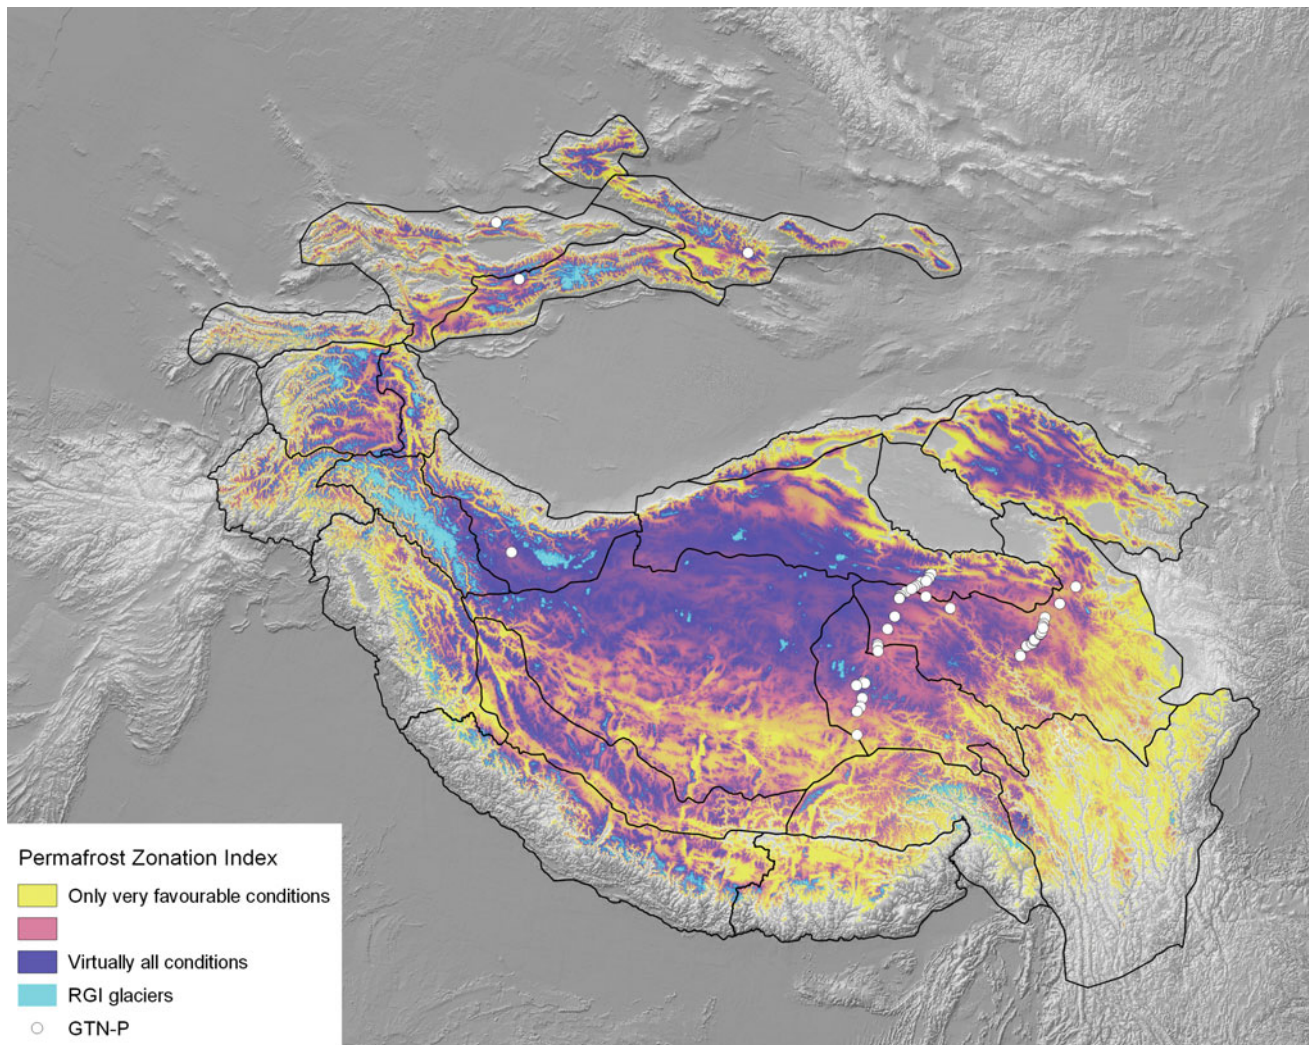 Permafrost Zonation Index
Only very favourable conditions
Virtually all conditions
RGI glaciers
GTN-P